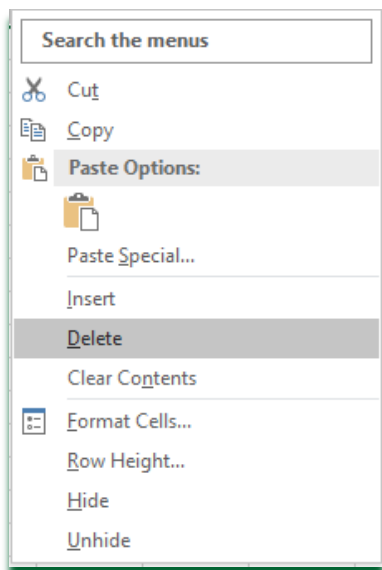 Search the menus
Cut
Copy
Paste Options:
Paste Special...
Insert
Delete
Clear Contents
Format Cells...
Row Height...
Hide
Unhide